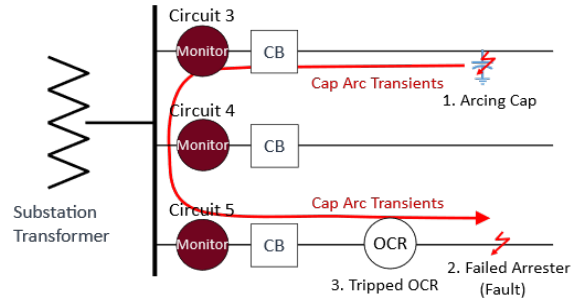 Circuit 3
Monitor
CB
Cap Arc Transients
1. Arcing Cap
Circuit 4
Monitor
CB
Substation
Transformer
Circuit 5
Cap Arc Transients
Monitor
CB
OCR
3. Tripped OCR
2. Failed Arrester
(Fault)